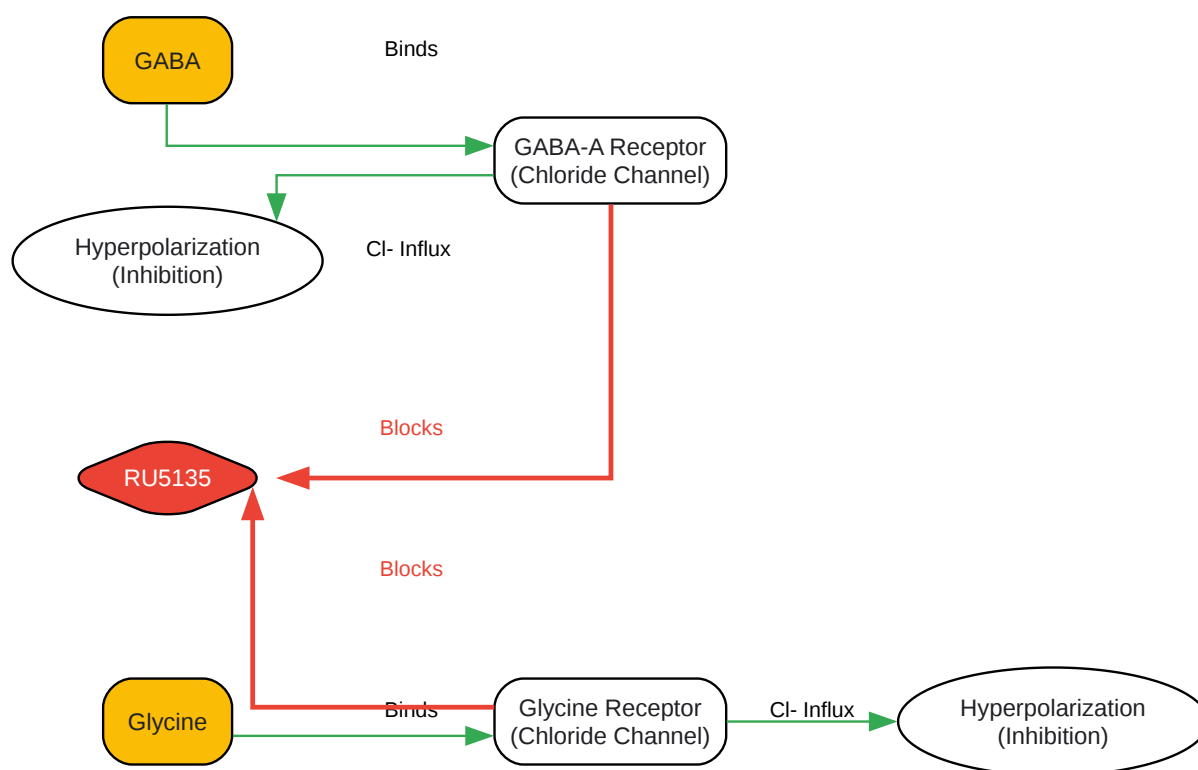 GABA
Binds
GABA-A Receptor
(Chloride Channel)
Hyperpolarization
(Inhibition)
Cl- Influx
Blocks
RU5135
Blocks
Glycine
Binds
Glycine Receptor
(Chloride Channel)
Cl- Influx
Hyperpolarization
(Inhibition)